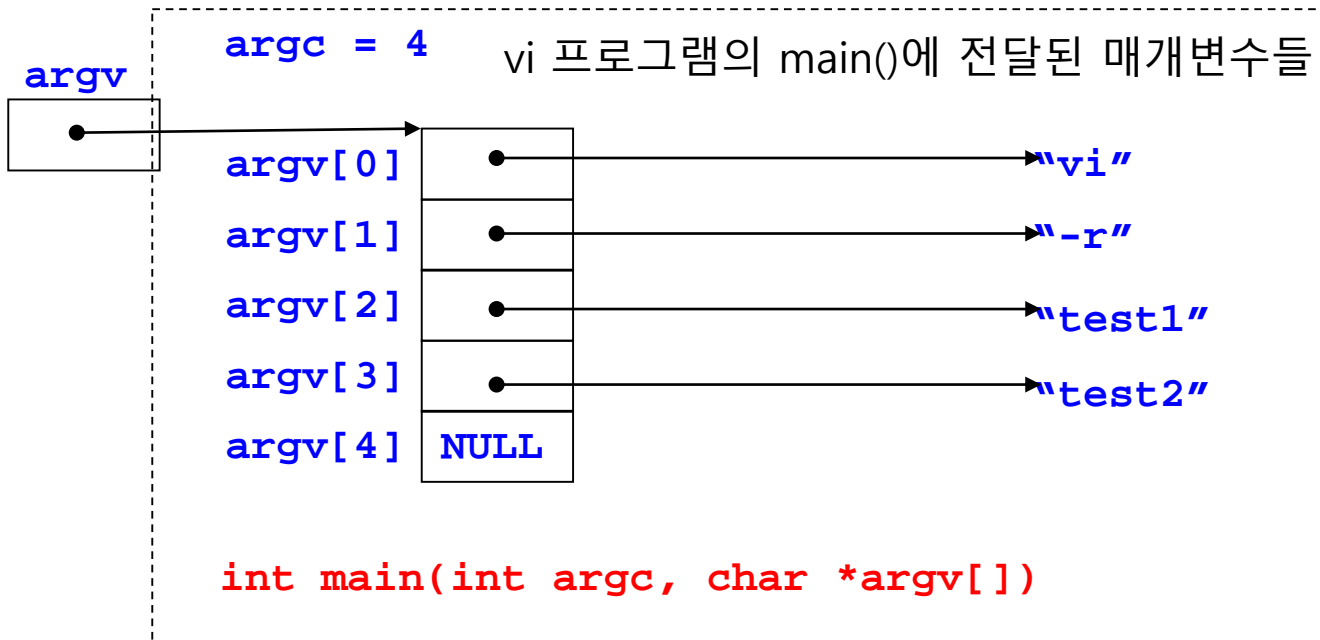 argc = 4 vi 프로그램의 main()에 전달된 매개변수들
argv
argv[0] “vi”
argv[1] “-r”
argv[2] “test1”
argv[3] “test2”
argv[4] NULL
int main(int argc, char *argv[])